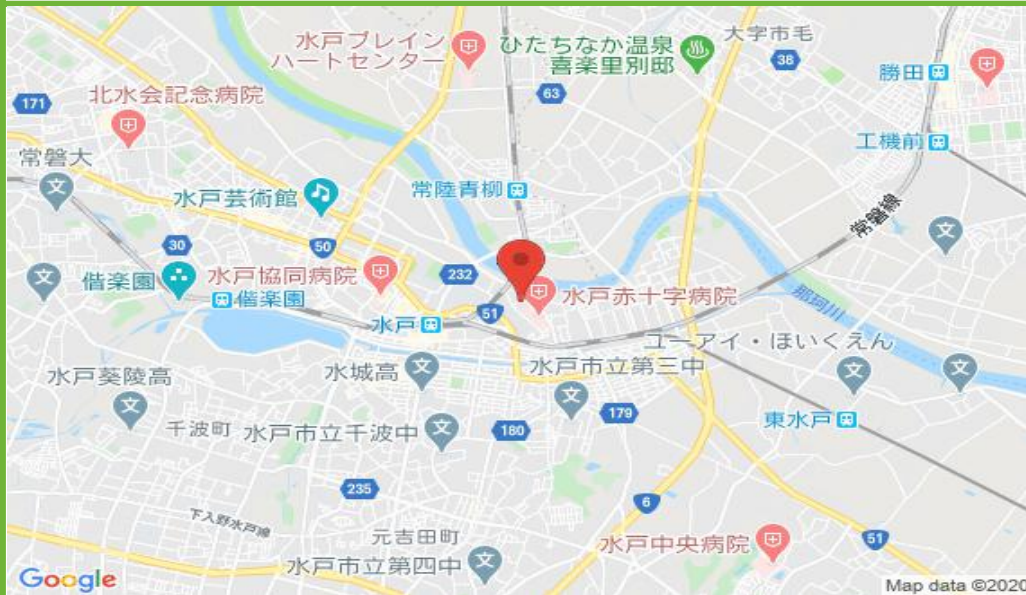 水戸ブレイン
ハートセンター
ひたちなか温泉
喜楽里別邸
大字市毛
38
勝田
171
北水会記念病院
63
工機前
常磐大
常陸青柳
水戸芸術館
常磐線
30
50
偕楽園
水戸協同病院
232
偕楽園
51
水戸赤十字病院
那珂川
水戸
ユーアイ・ほいくえん
水戸葵陵高
水城高
水戸市立第三中
千波町
水戸市立千波中
180
179
東水戸
235
6
下入野水戸線
元吉田町
水戸中央病院
51
水戸市立第四中
Google
Map data ©2020